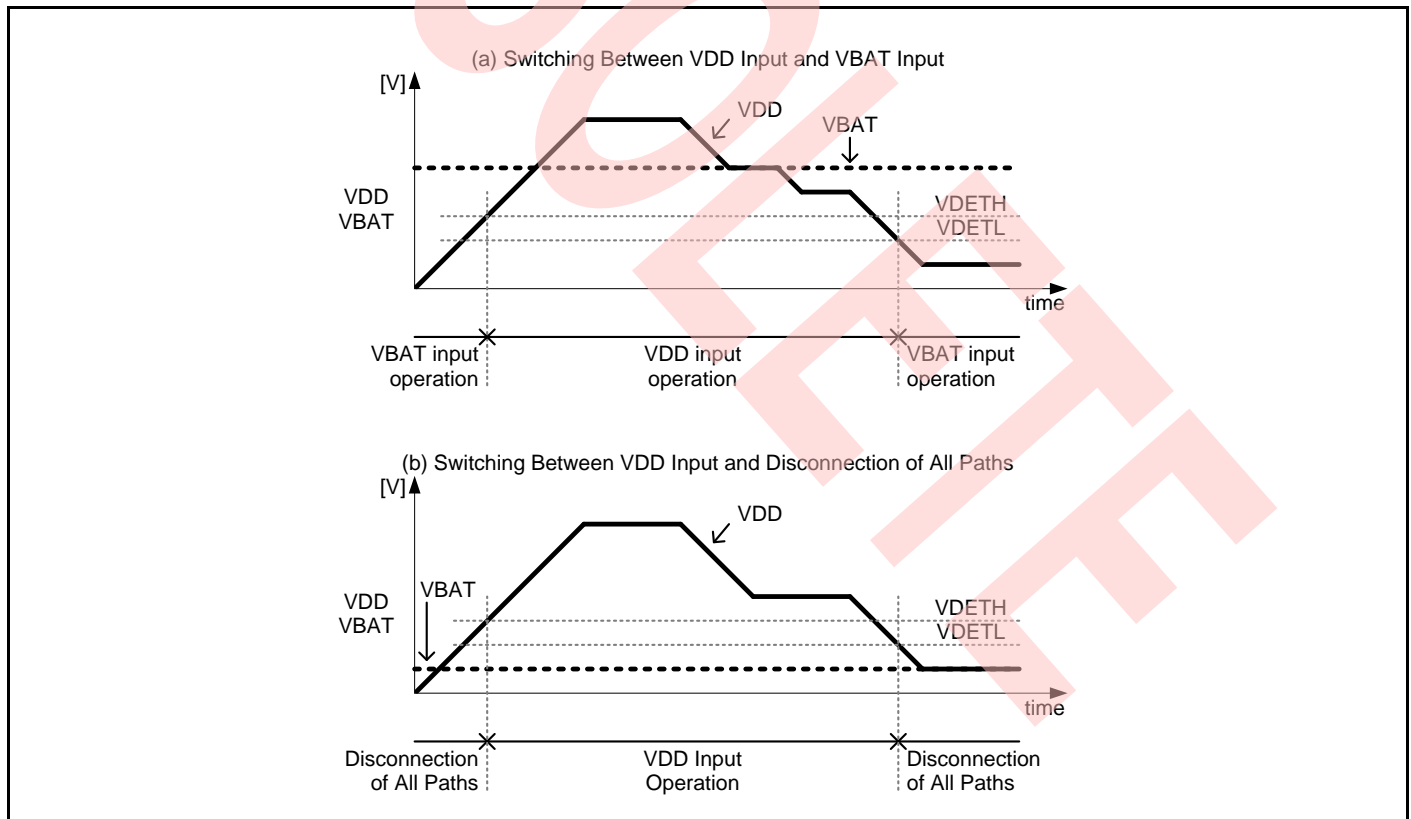 (a) Switching Between VDD Input and VBAT Input
[V]
VDD
VBAT
VDD
VBAT
VDETH
VDETL
time
VBAT input
operation
VDD input
operation
VBAT input
operation
(b) Switching Between VDD Input and Disconnection of All Paths
[V]
VDD
VBAT
VDD
VBAT
VDETH
VDETL
time
Disconnection
of All Paths
VDD Input
Operation
Disconnection
of All Paths